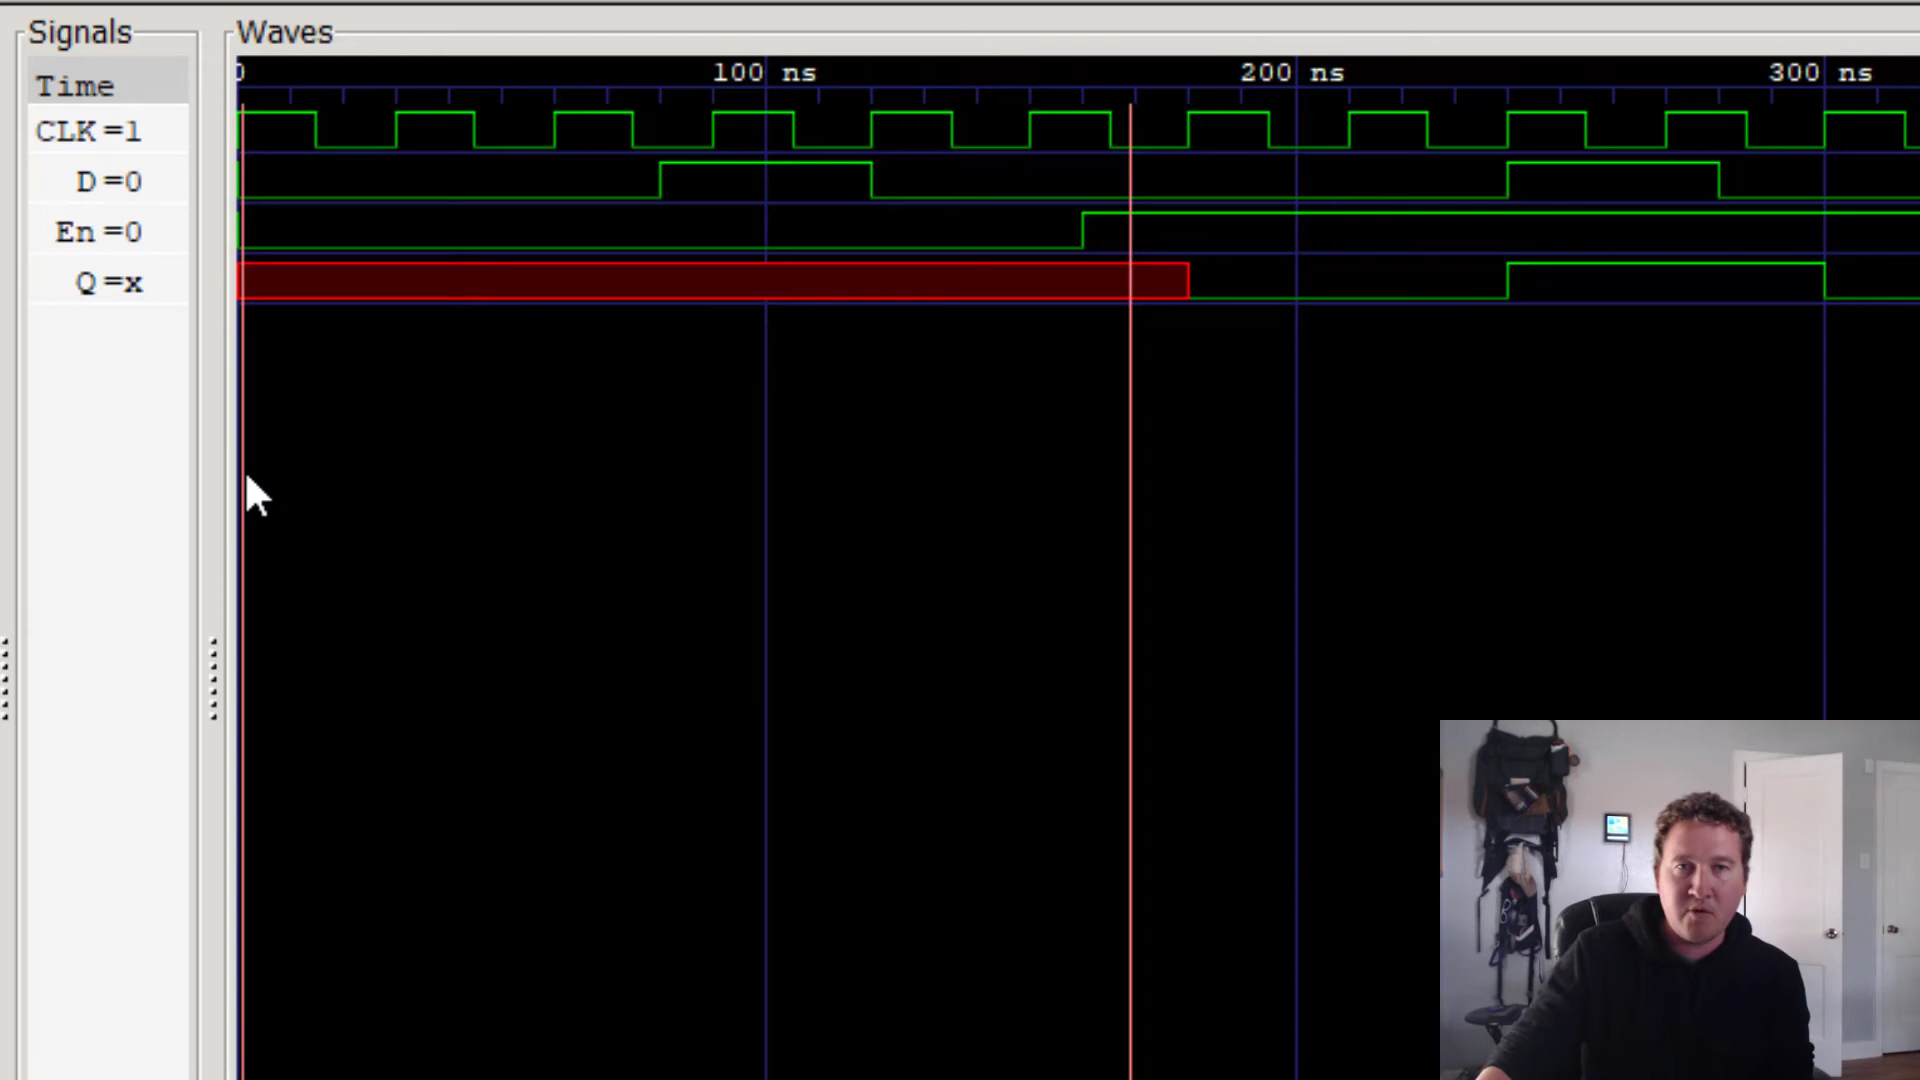 Signals
Waves
Time
0 100 ns 200 ns 300 ns
CLK =1
D =0
En =0
Q =x